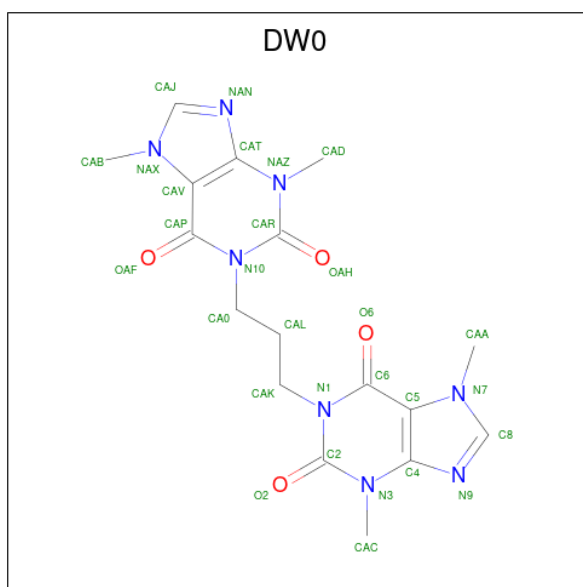 DW0
CAJ NAN
CAB NAX N CAT NAZ CAD
CAV N
CAP CAR
O N O
OAF N10 OAH
O6
CA0 CAL O CAA
C6
CAK N1 C5 N N7
N C8
C2 C4
O N N
O2 N3 N9
CAC